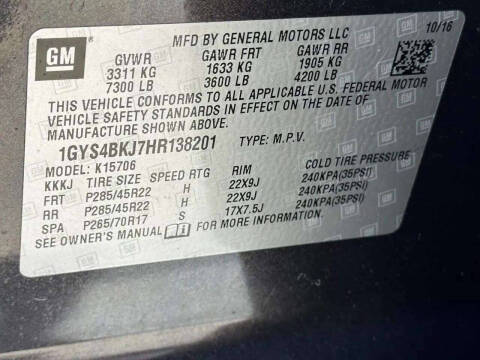 GM
MFD BY GENERAL MOTORS LLC
10/16
GVWR GAWR FRT GAWR RR
3311 KG 1633 KG 1905 KG
7300 LB 3600 LB 4200 LB
THIS VEHICLE CONFORMS TO ALL APPLICABLE U.S. FEDERAL MOTOR
VEHICLE SAFETY STANDARDS IN EFFECT ON THE DATE OF
MANUFACTURE SHOWN ABOVE.
1GYS4BKJ7HR138201 TYPE: M.P.V.
MODEL: K15706
KKKJ TIRE SIZE SPEED RTG RIM COLD TIRE PRESSURE
FRT P285/45R22 H 22X9J 240KPA(35PSI)
RR P285/45R22 H 22X9J 240KPA(35PSI)
SPA P265/70R17 S 17X7.5J 240KPA(35PSI)
SEE OWNER'S MANUAL FOR MORE INFORMATION.